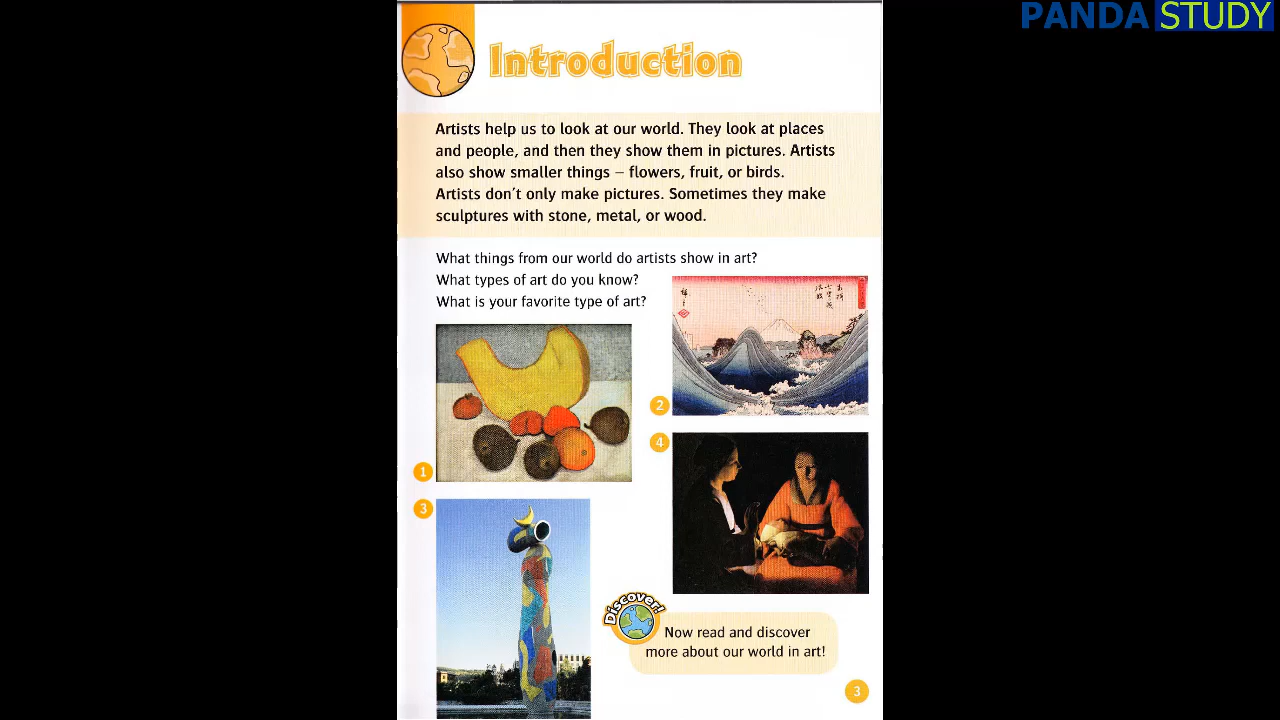 PANDA STUDY
Introduction
Artists help us to look at our world. They look at places
and people, and then they show them in pictures. Artists
also show smaller things – flowers, fruit, or birds.
Artists don't only make pictures. Sometimes they make
sculptures with stone, metal, or wood.
What things from our world do artists show in art?
What types of art do you know?
What is your favorite type of art?
1
2
3
4
Discover!
Now read and discover
more about our world in art!
3